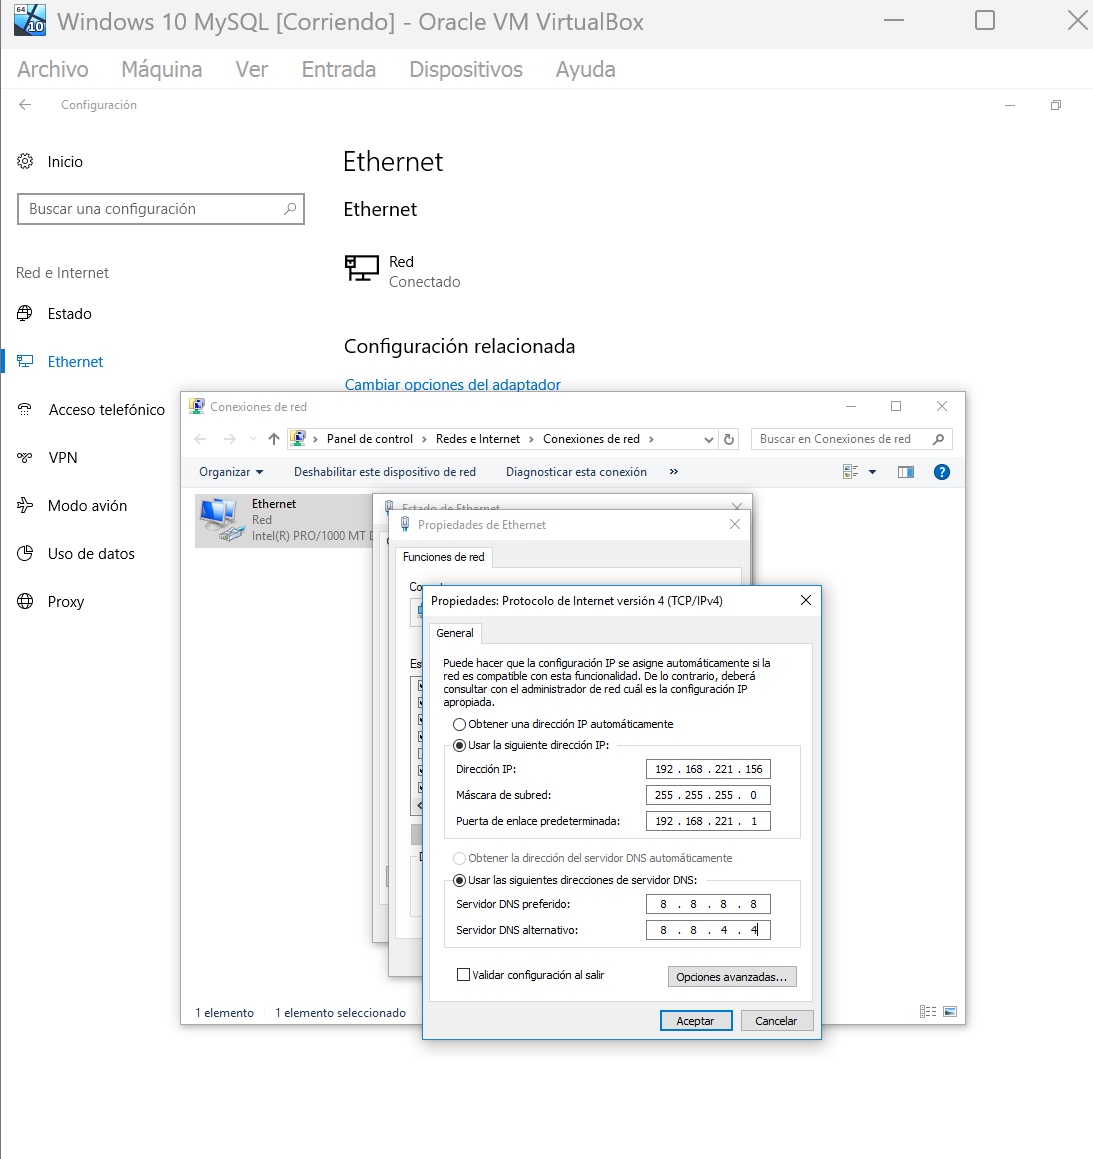 Windows 10 MySQL [Corriendo] - Oracle VM VirtualBox
Archivo Máquina Ver Entrada Dispositivos Ayuda
Configuración
Inicio
Buscar una configuración
Red e Internet
Estado
Ethernet
Acceso telefónico
VPN
Modo avión
Uso de datos
Proxy
Ethernet
Ethernet
Red
Conectado
Configuración relacionada
Cambiar opciones del adaptador
Conexiones de red
Panel de control Redes e Internet Conexiones de red
Buscar en Conexiones de red
Organizar Deshabilitar este dispositivo de red Diagnosticar esta conexión »
Ethernet
Red
Intel(R) PRO/1000 MT
Estado de Ethernet
Propiedades de Ethernet
Funciones de red
Propiedades: Protocolo de Internet versión 4 (TCP/IPv4)
General
Puede hacer que la configuración IP se asigne automáticamente si la
red es compatible con esta funcionalidad. De lo contrario, deberá
consultar con el administrador de red cuál es la configuración IP
apropiada.
Obtener una dirección IP automáticamente
Usar la siguiente dirección IP:
Dirección IP: 192 . 168 . 221 . 156
Máscara de subred: 255 . 255 . 255 . 0
Puerta de enlace predeterminada: 192 . 168 . 221 . 1
Obtener la dirección del servidor DNS automáticamente
Usar las siguientes direcciones de servidor DNS:
Servidor DNS preferido: 8 . 8 . 8 . 8
Servidor DNS alternativo: 8 . 8 . 4 . 4
Validar configuración al salir
Opciones avanzadas...
Aceptar Cancelar
1 elemento 1 elemento seleccionado